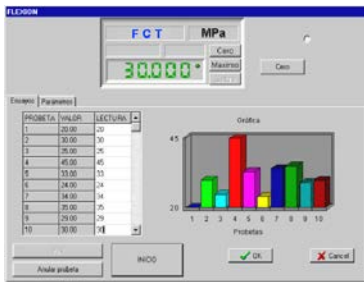 FLEXION
FCT MPa
Cero
Maximo
30.000*
Cero
Ensayos Parámetros
PROBETA VALOR LECTURA
1 20.00 20
2 30.00 30
3 25.00 25
4 45.00 45
5 33.00 33
6 24.00 24
7 34.00 34
8 35.00 35
9 29.00 29
10 30.00 30
Gráfica
45
20
1 2 3 4 5 6 7 8 9 10
Probetas
Anular probeta
INICIO
OK
Cancel